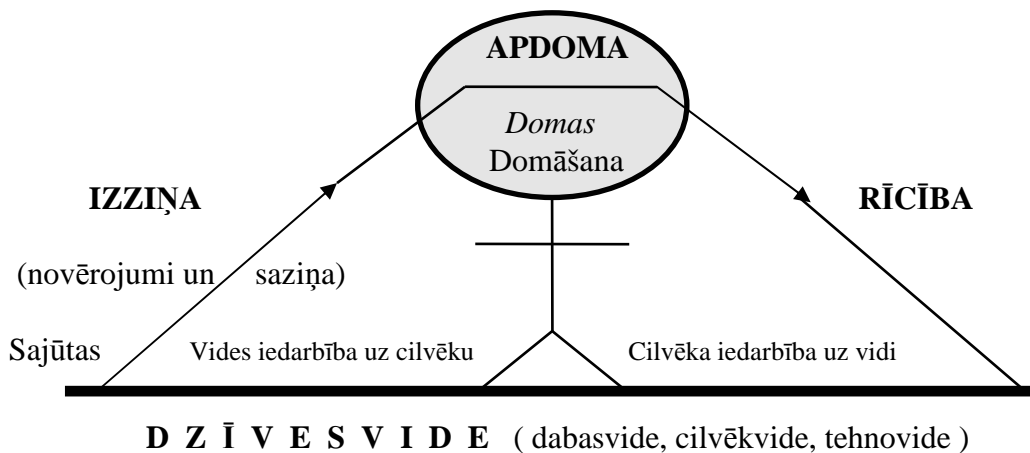 APDOMA
Domas
Domāšana
IZZIŅA
RĪCĪBA
(novērojumi un saziņa)
Sajūtas
Vides iedarbība uz cilvēku
Cilvēka iedarbība uz vidi
D Z Ī V E S V I D E ( dabasvide, cilvēkvide, tehnovide )